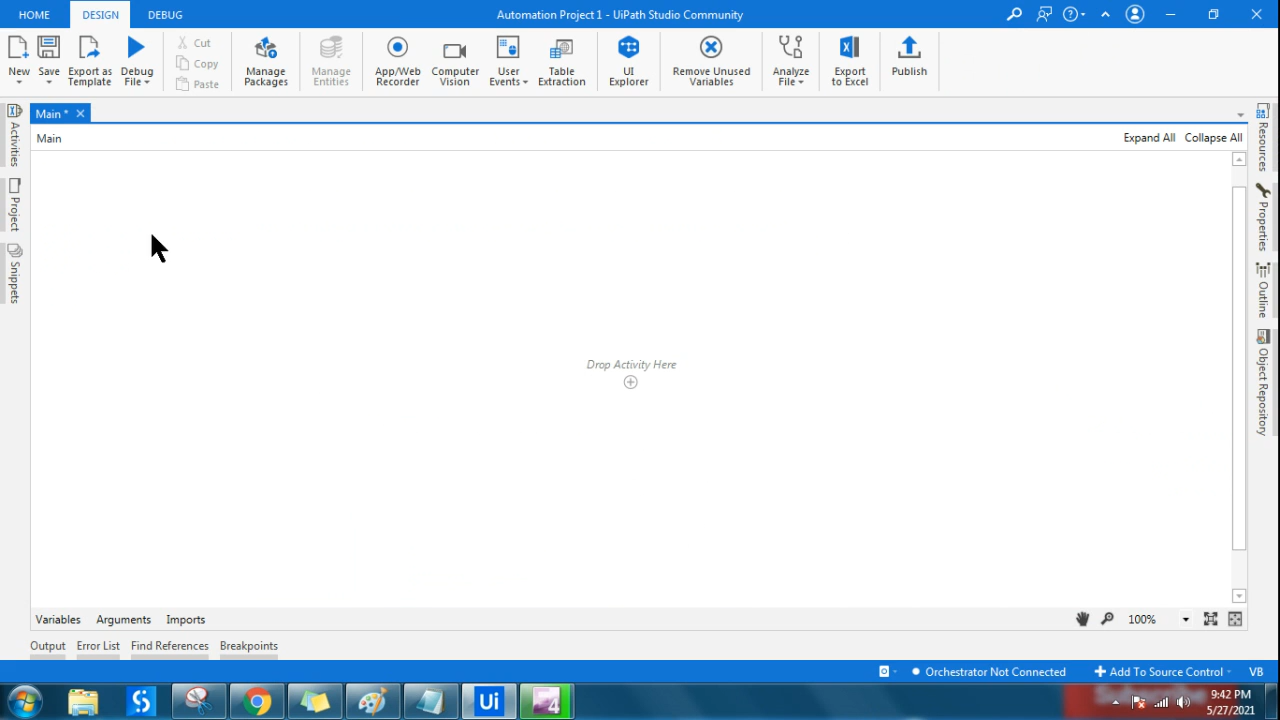 HOME DESIGN DEBUG Automation Project1 - UiPath Studio Community
New Save Export as Template Debug File Cut Copy Paste Manage Packages Manage Entities App/Web Recorder Computer Vision User Events Table Extraction UI Explorer Remove Unused Variables Analyze File Export to Excel Publish
Main * 
Main Expand All Collapse All
Activities
Project
Snippets
Resources
Properties
Outline
Object Repository
Drop Activity Here
Variables Arguments Imports 100%
Output Error List Find References Breakpoints
Orchestrator Not Connected Add To Source Control VB
S Ui 4 9:42 PM
5/27/2021